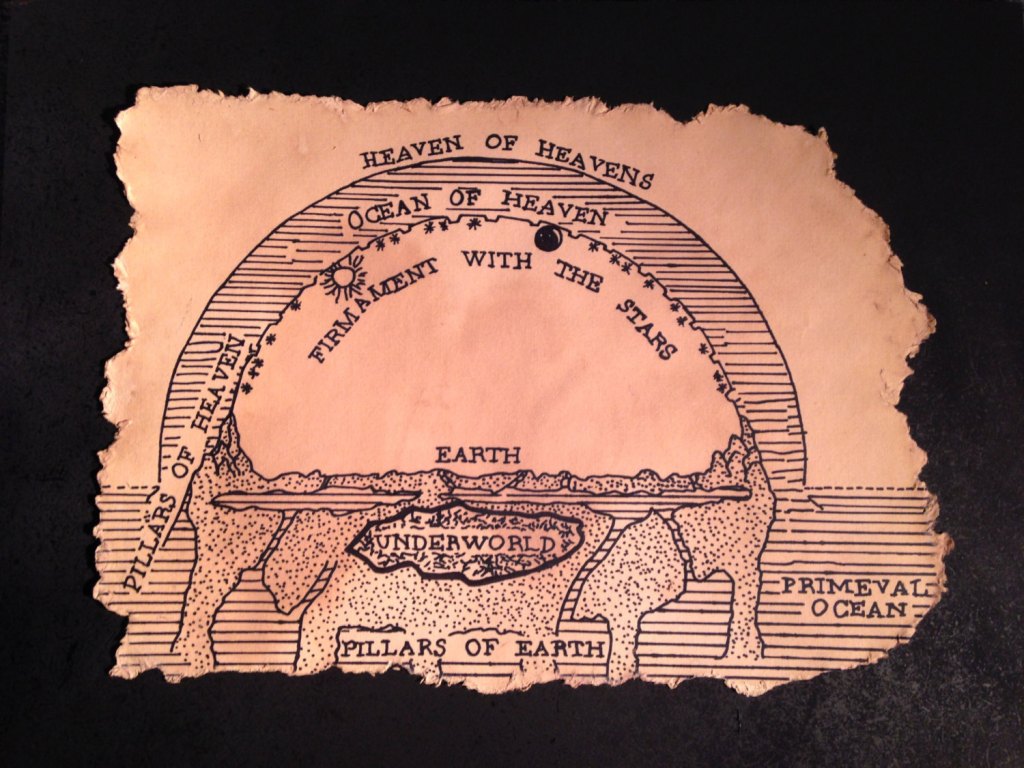 HEAVEN OF HEAVENS
OCEAN OF HEAVEN
FIRMAMENT WITH THE STARS
PILLARS OF HEAVEN
EARTH
UNDERWORLD
PRIMEVAL
OCEAN
PILLARS OF EARTH